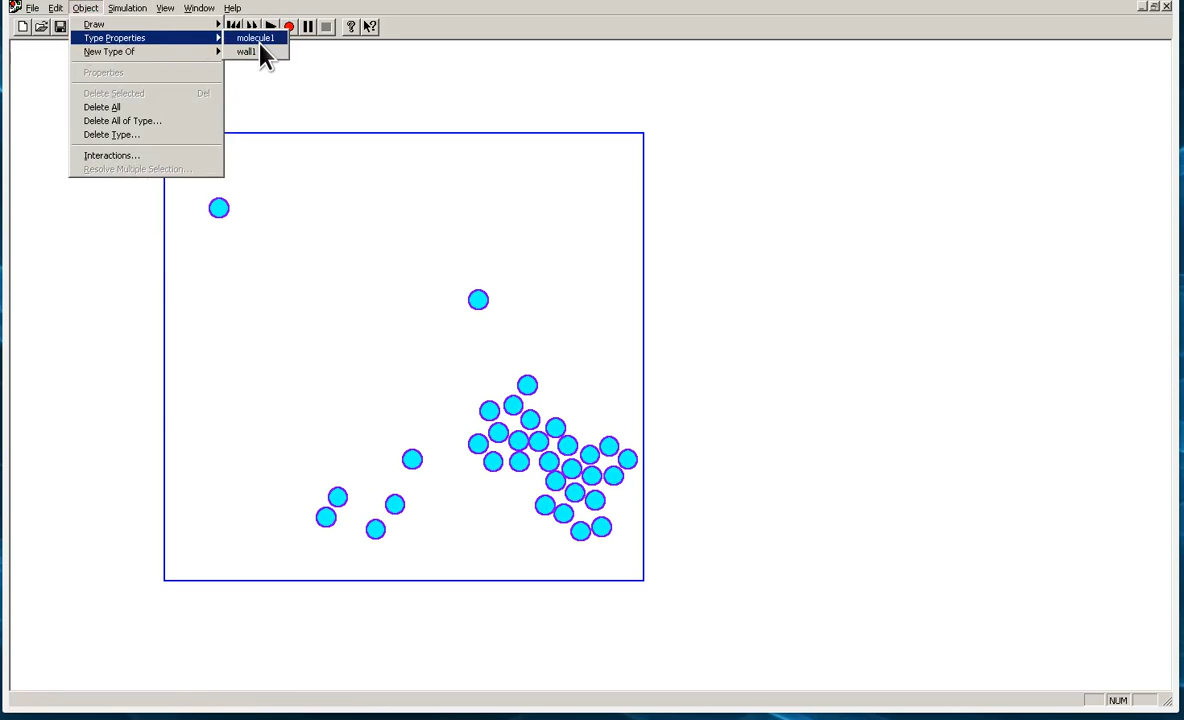 File Edit Object Simulation View Window Help
Draw
Type Properties
molecule1
New Type Of
wall1
Properties
Delete Selected Del
Delete All
Delete All of Type...
Delete Type...
Interactions...
Resolve Multiple Selection...
NUM